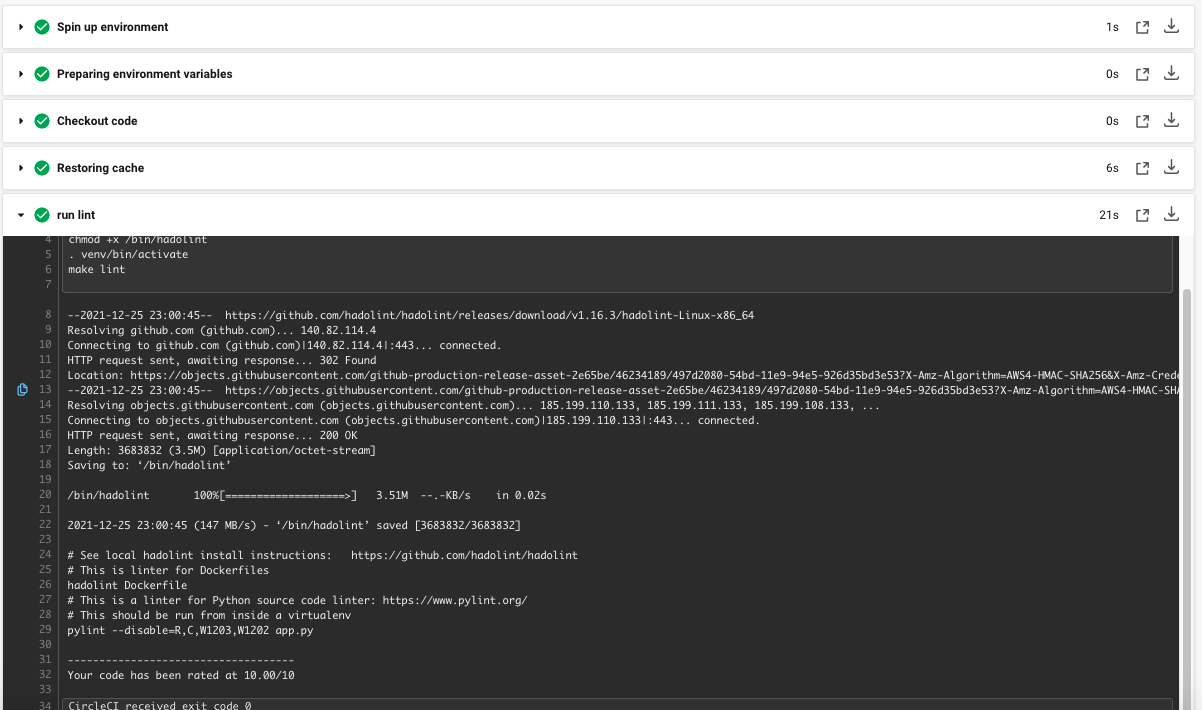 Spin up environment 1s
Preparing environment variables 0s
Checkout code 0s
Restoring cache 6s
run lint 21s
4 chmod +x /bin/hadolint
5 . venv/bin/activate
6 make lint
7
8 --2021-12-25 23:00:45--  https://github.com/hadolint/hadolint/releases/download/v1.16.3/hadolint-Linux-x86_64
9 Resolving github.com (github.com)... 140.82.114.4
10 Connecting to github.com (github.com)|140.82.114.4|:443... connected.
11 HTTP request sent, awaiting response... 302 Found
12 Location: https://objects.githubusercontent.com/github-production-release-asset-2e65be/46234189/497d2080-54bd-11e9-94e5-926d35bd3e53?X-Amz-Algorithm=AWS4-HMAC-SHA256&X-Amz-Crede
13 --2021-12-25 23:00:45--  https://objects.githubusercontent.com/github-production-release-asset-2e65be/46234189/497d2080-54bd-11e9-94e5-926d35bd3e53?X-Amz-Algorithm=AWS4-HMAC-SHA
14 Resolving objects.githubusercontent.com (objects.githubusercontent.com)... 185.199.110.133, 185.199.111.133, 185.199.108.133, ...
15 Connecting to objects.githubusercontent.com (objects.githubusercontent.com)|185.199.110.133|:443... connected.
16 HTTP request sent, awaiting response... 200 OK
17 Length: 3683832 (3.5M) [application/octet-stream]
18 Saving to: ‘/bin/hadolint’
19
20 /bin/hadolint       100%[===================>]   3.51M  --.-KB/s    in 0.02s
21
22 2021-12-25 23:00:45 (147 MB/s) - ‘/bin/hadolint’ saved [3683832/3683832]
23
24 # See local hadolint install instructions:   https://github.com/hadolint/hadolint
25 # This is linter for Dockerfiles
26 hadolint Dockerfile
27 # This is a linter for Python source code linter: https://www.pylint.org/
28 # This should be run from inside a virtualenv
29 pylint --disable=R,C,W1203,W1202 app.py
30
31 ------------------------------------
32 Your code has been rated at 10.00/10
33
34 CircleCI received exit code 0